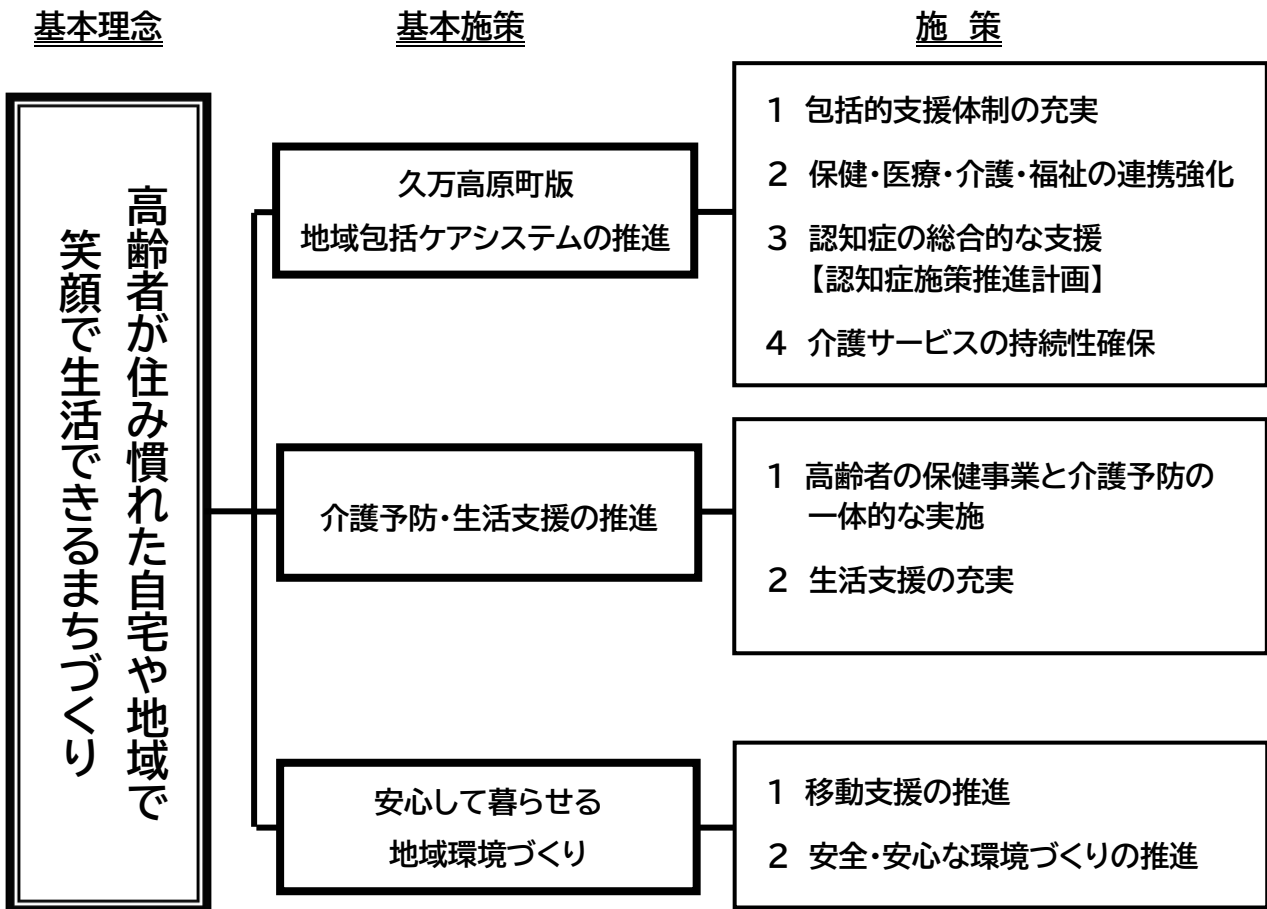 基本理念
基本施策
施 策
高齢者が住み慣れた自宅や地域で
笑顔で生活できるまちづくり
久万高原町版
地域包括ケアシステムの推進
1 包括的支援体制の充実
2 保健・医療・介護・福祉の連携強化
3 認知症の総合的な支援
【認知症施策推進計画】
4 介護サービスの持続性確保
介護予防・生活支援の推進
1 高齢者の保健事業と介護予防の
一体的な実施
2 生活支援の充実
安心して暮らせる
地域環境づくり
1 移動支援の推進
2 安全・安心な環境づくりの推進